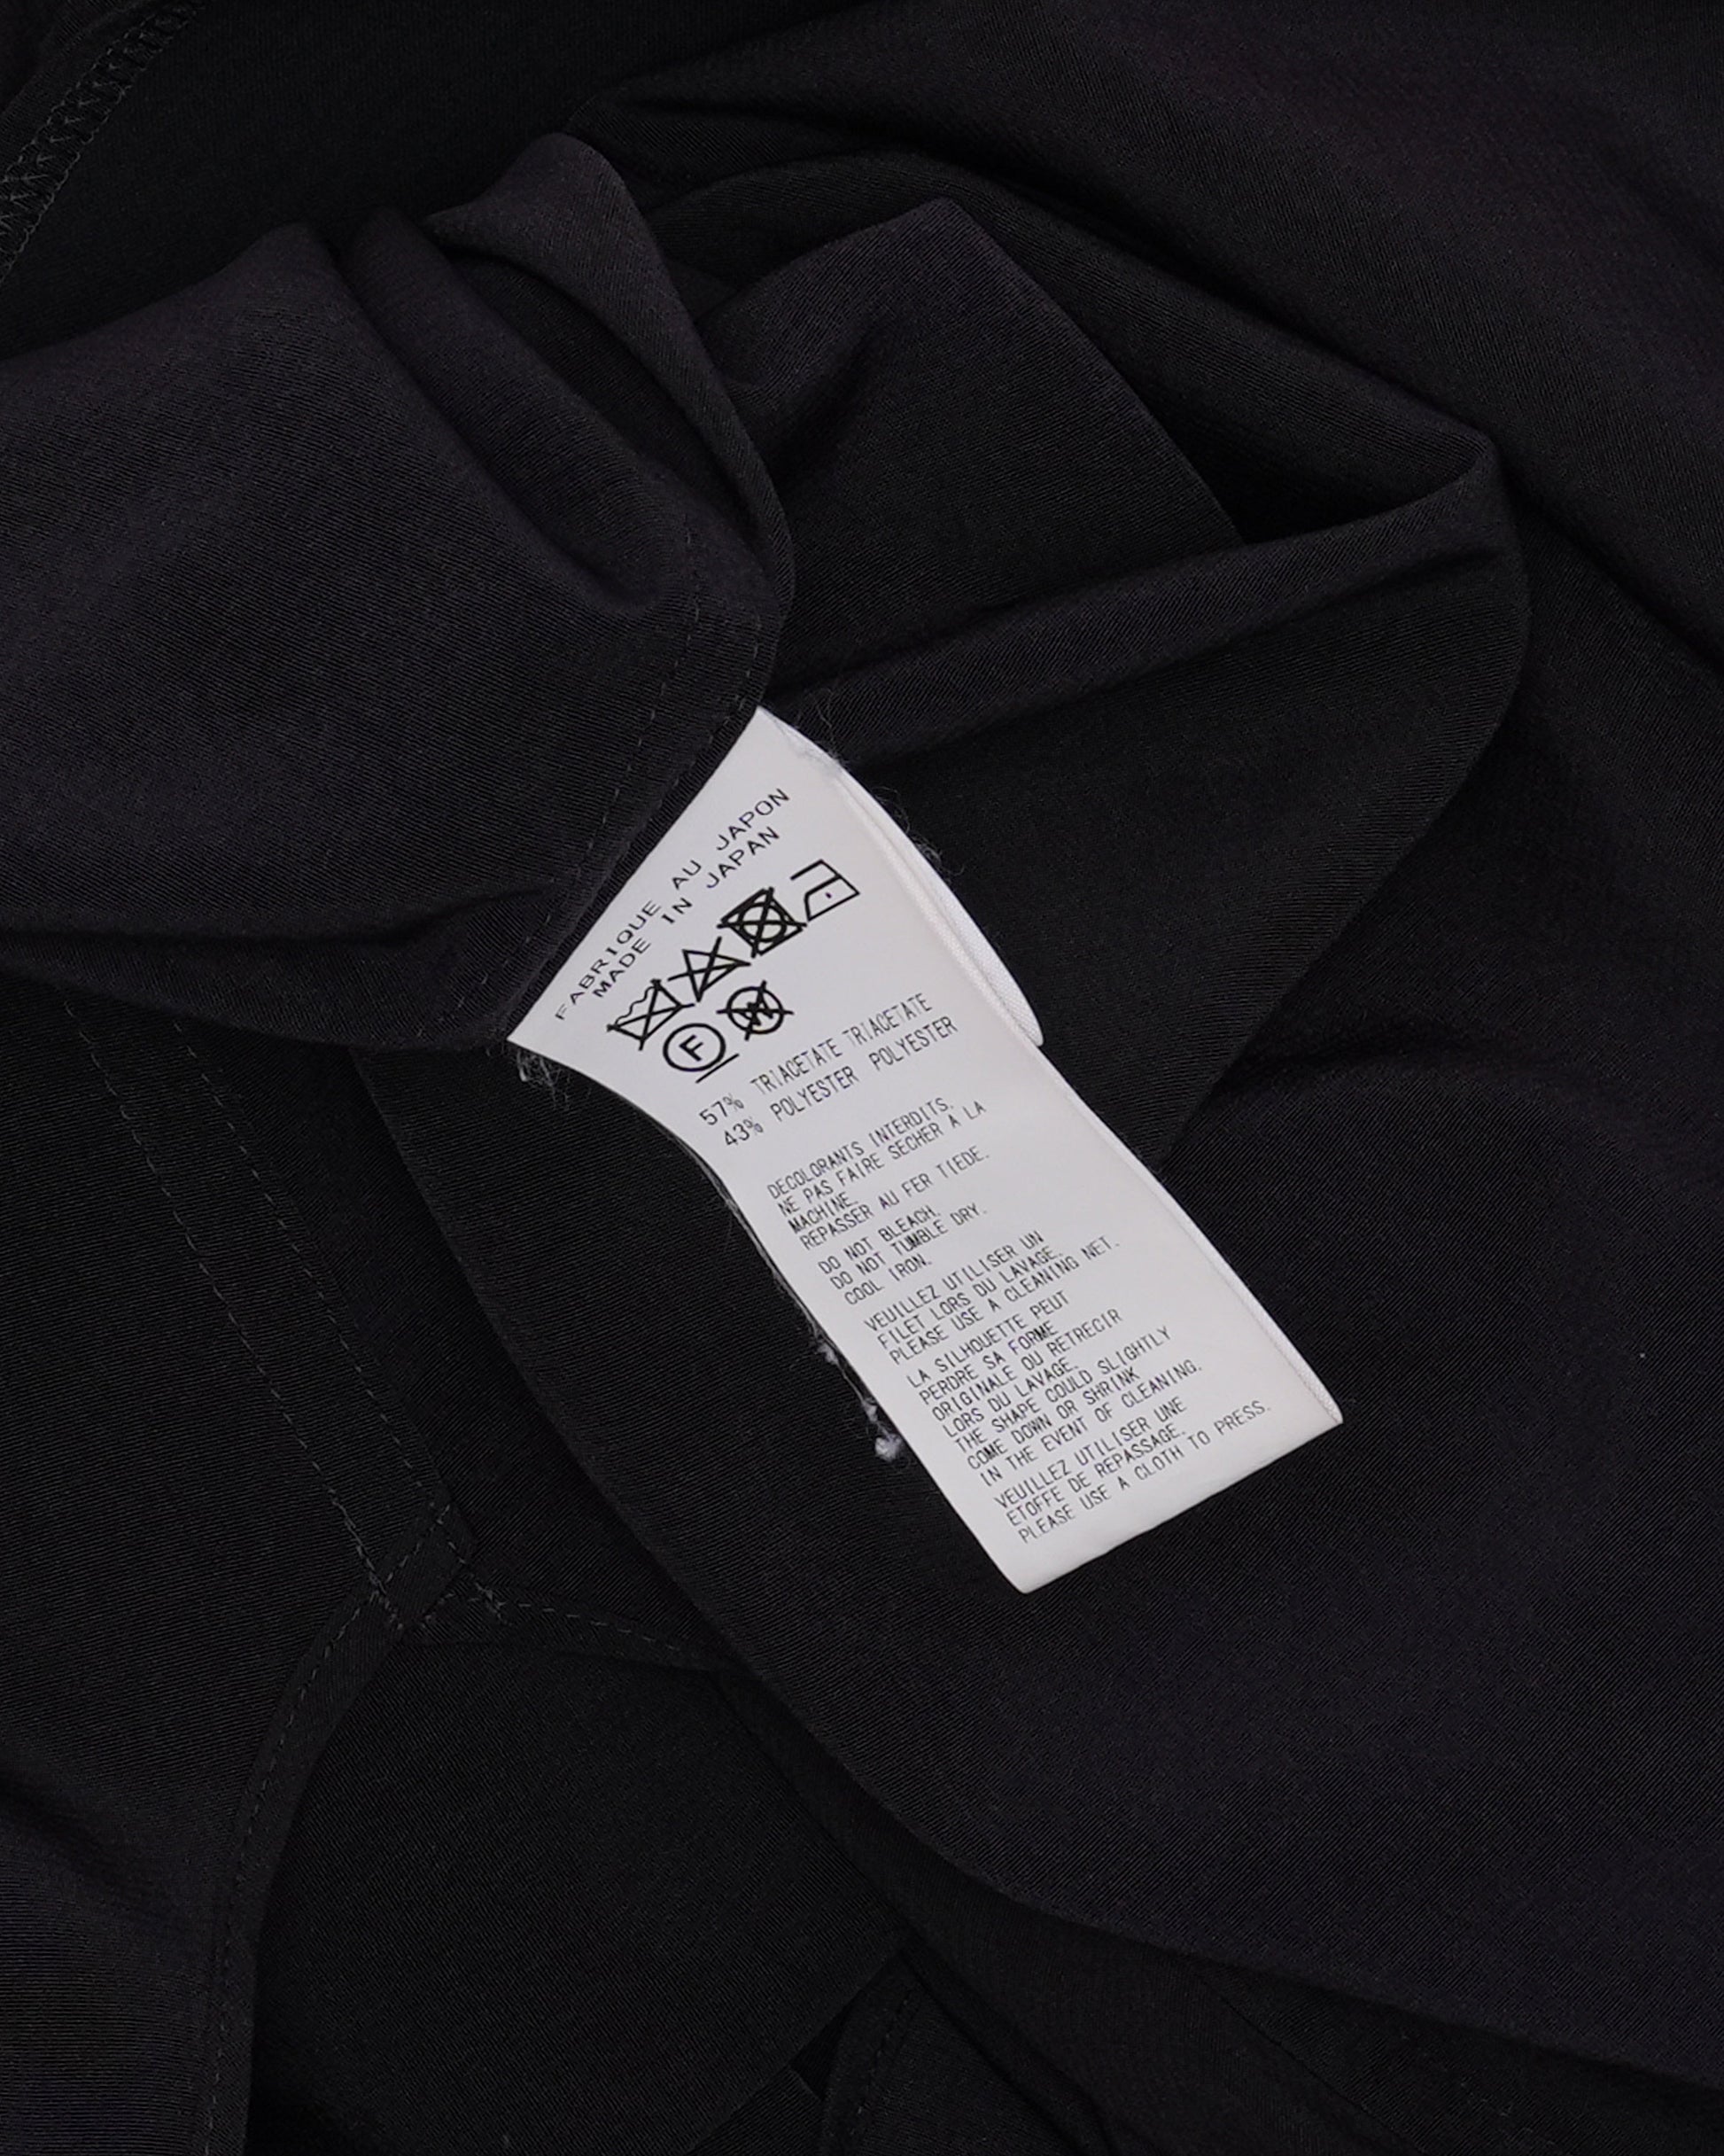 FABRIQUE AU JAPON
MADE IN JAPAN
F W
57% TRIACETATE TRIACETATE
43% POLYESTER POLYESTER
DECOLORANTS INTERDITS.
NE PAS FAIRE SECHER À LA
MACHINE.
REPASSER AU FER TIEDE.
DO NOT BLEACH.
DO NOT TUMBLE DRY.
COOL IRON.
VEUILLEZ UTILISER UN
FILET LORS DU LAVAGE.
PLEASE USE A CLEANING NET.
LA SILHOUETTE PEUT
PERDRE SA FORME
ORIGINALE OU RETRECIR
LORS DU LAVAGE.
THE SHAPE COULD SLIGHTLY
COME DOWN OR SHRINK
IN THE EVENT OF CLEANING.
VEUILLEZ UTILISER UNE
ETOFFE DE REPASSAGE.
PLEASE USE A CLOTH TO PRESS.